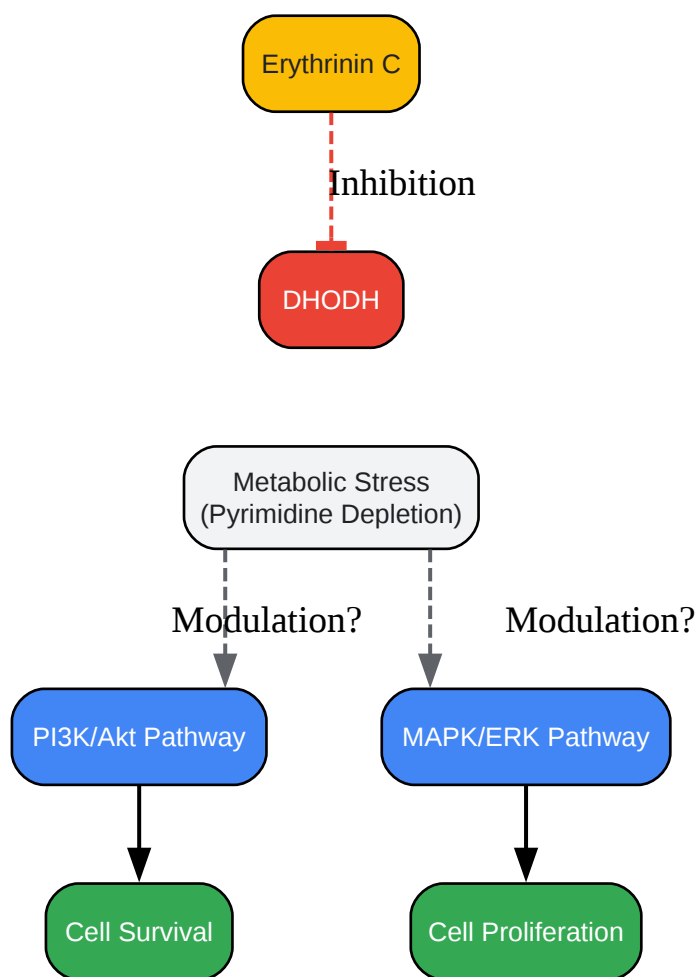 Erythrinin C
Inhibition
DHODH
Metabolic Stress
(Pyrimidine Depletion)
Modulation?
Modulation?
PI3K/Akt Pathway
MAPK/ERK Pathway
Cell Survival
Cell Proliferation